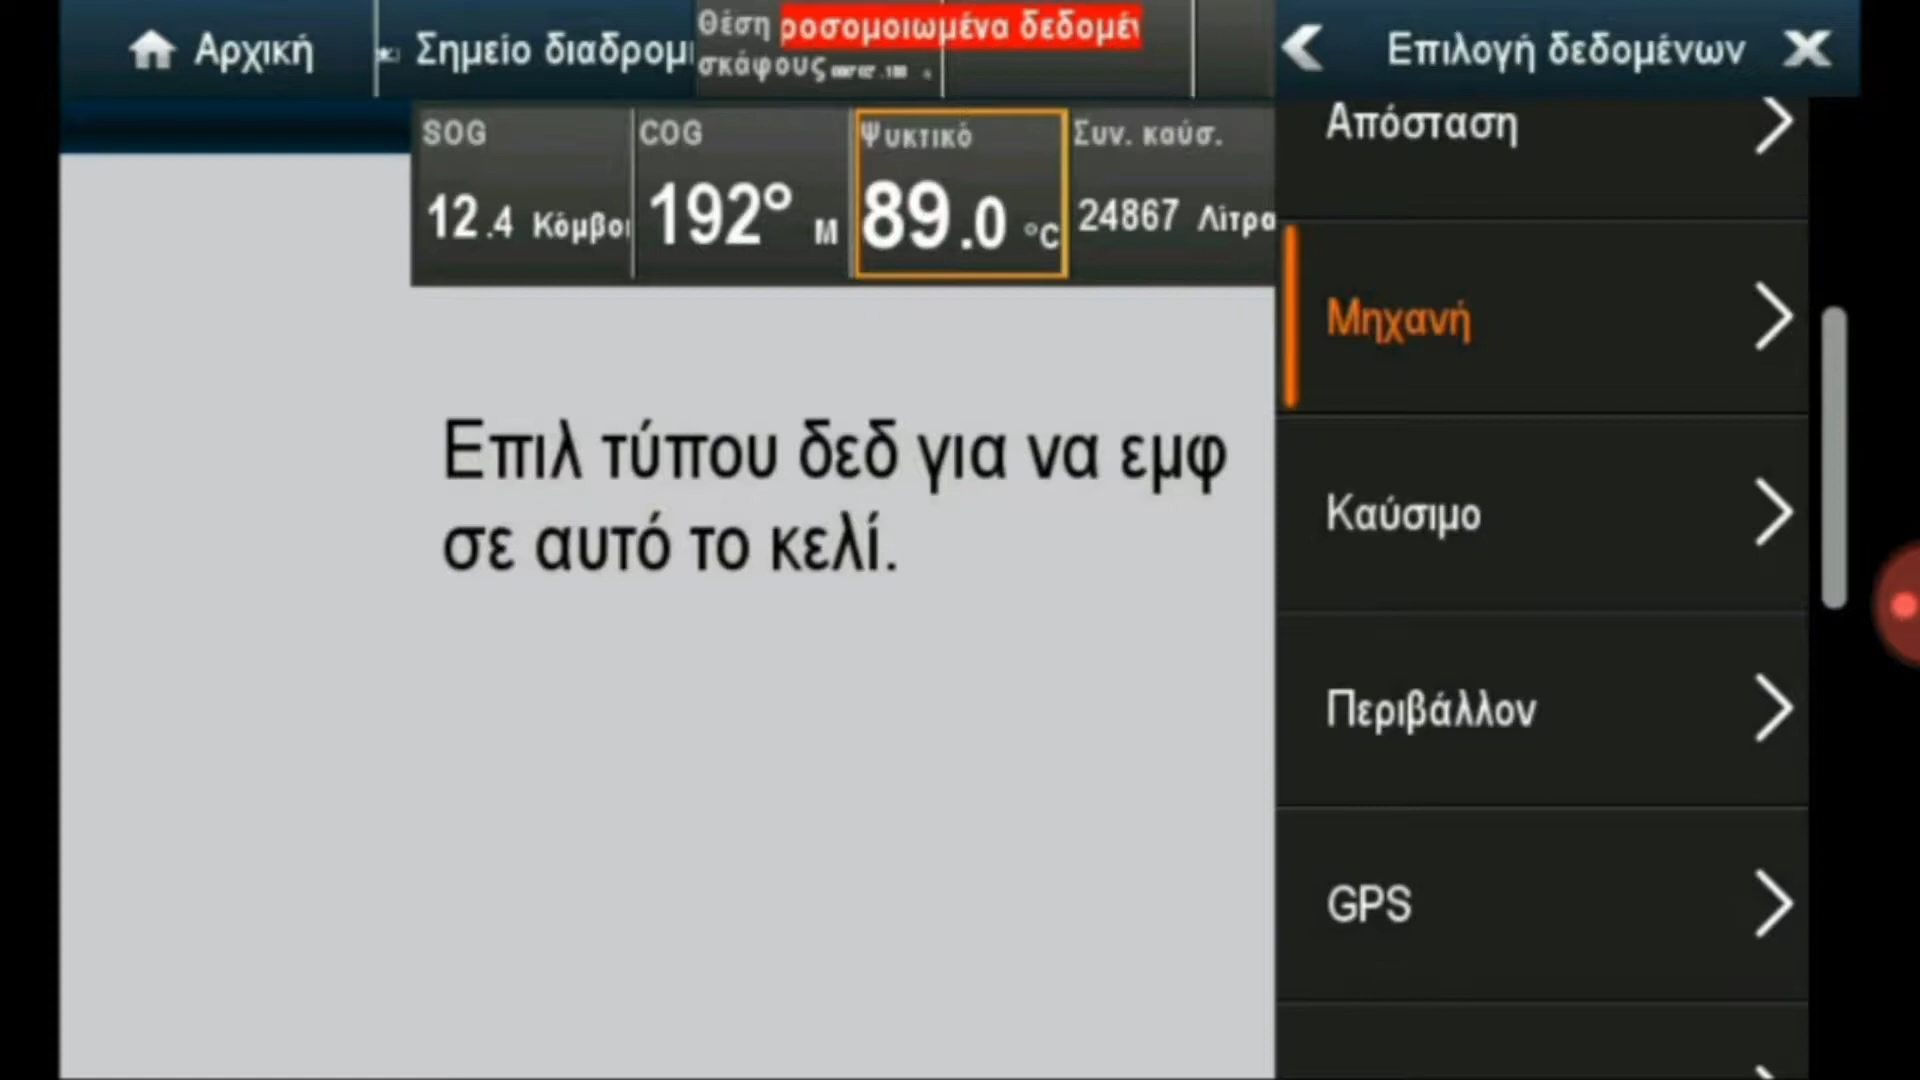 Αρχική
Σημείο διαδρομ
Θέση
ροσομοιωμένα δεδομέν
σκάφους
Επιλογή δεδομένων
SOG
12.4 Κόμβοι
COG
192° M
Ψυκτικό
89.0 °C
Συν. καύσ.
24867 Λίτρα
Επιλ τύπου δεδ για να εμφ
σε αυτό το κελί.
Απόσταση
Μηχανή
Καύσιμο
Περιβάλλον
GPS